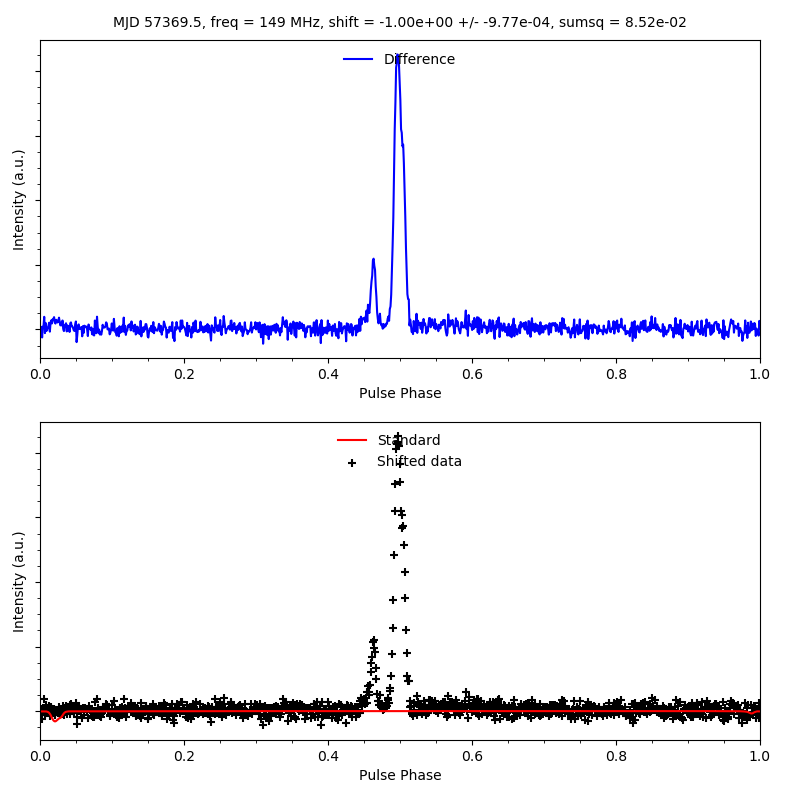 MJD 57369.5, freq = 149 MHz, shift = -1.00e+00 +/- -9.77e-04, sumsq = 8.52e-02
Difference
Intensity (a.u.)
0.0 0.2 0.4 0.6 0.8 1.0
Pulse Phase
Standard
Shifted data
Intensity (a.u.)
0.0 0.2 0.4 0.6 0.8 1.0
Pulse Phase